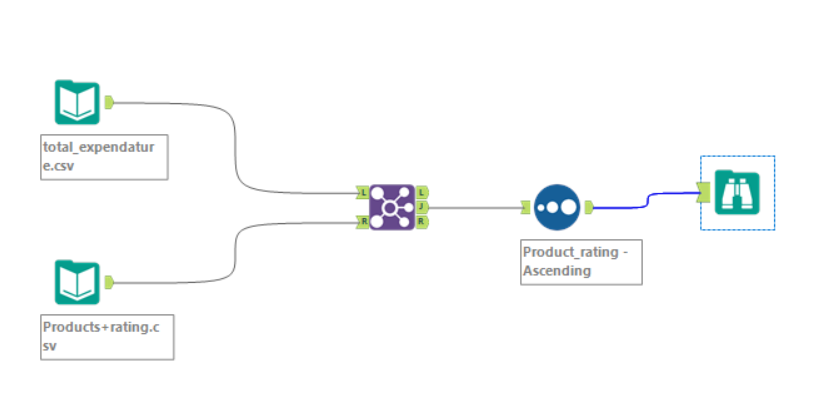 total_expendatur
e.csv
L
R
L
J
R
Product_rating -
Ascending
Products+rating.c
sv